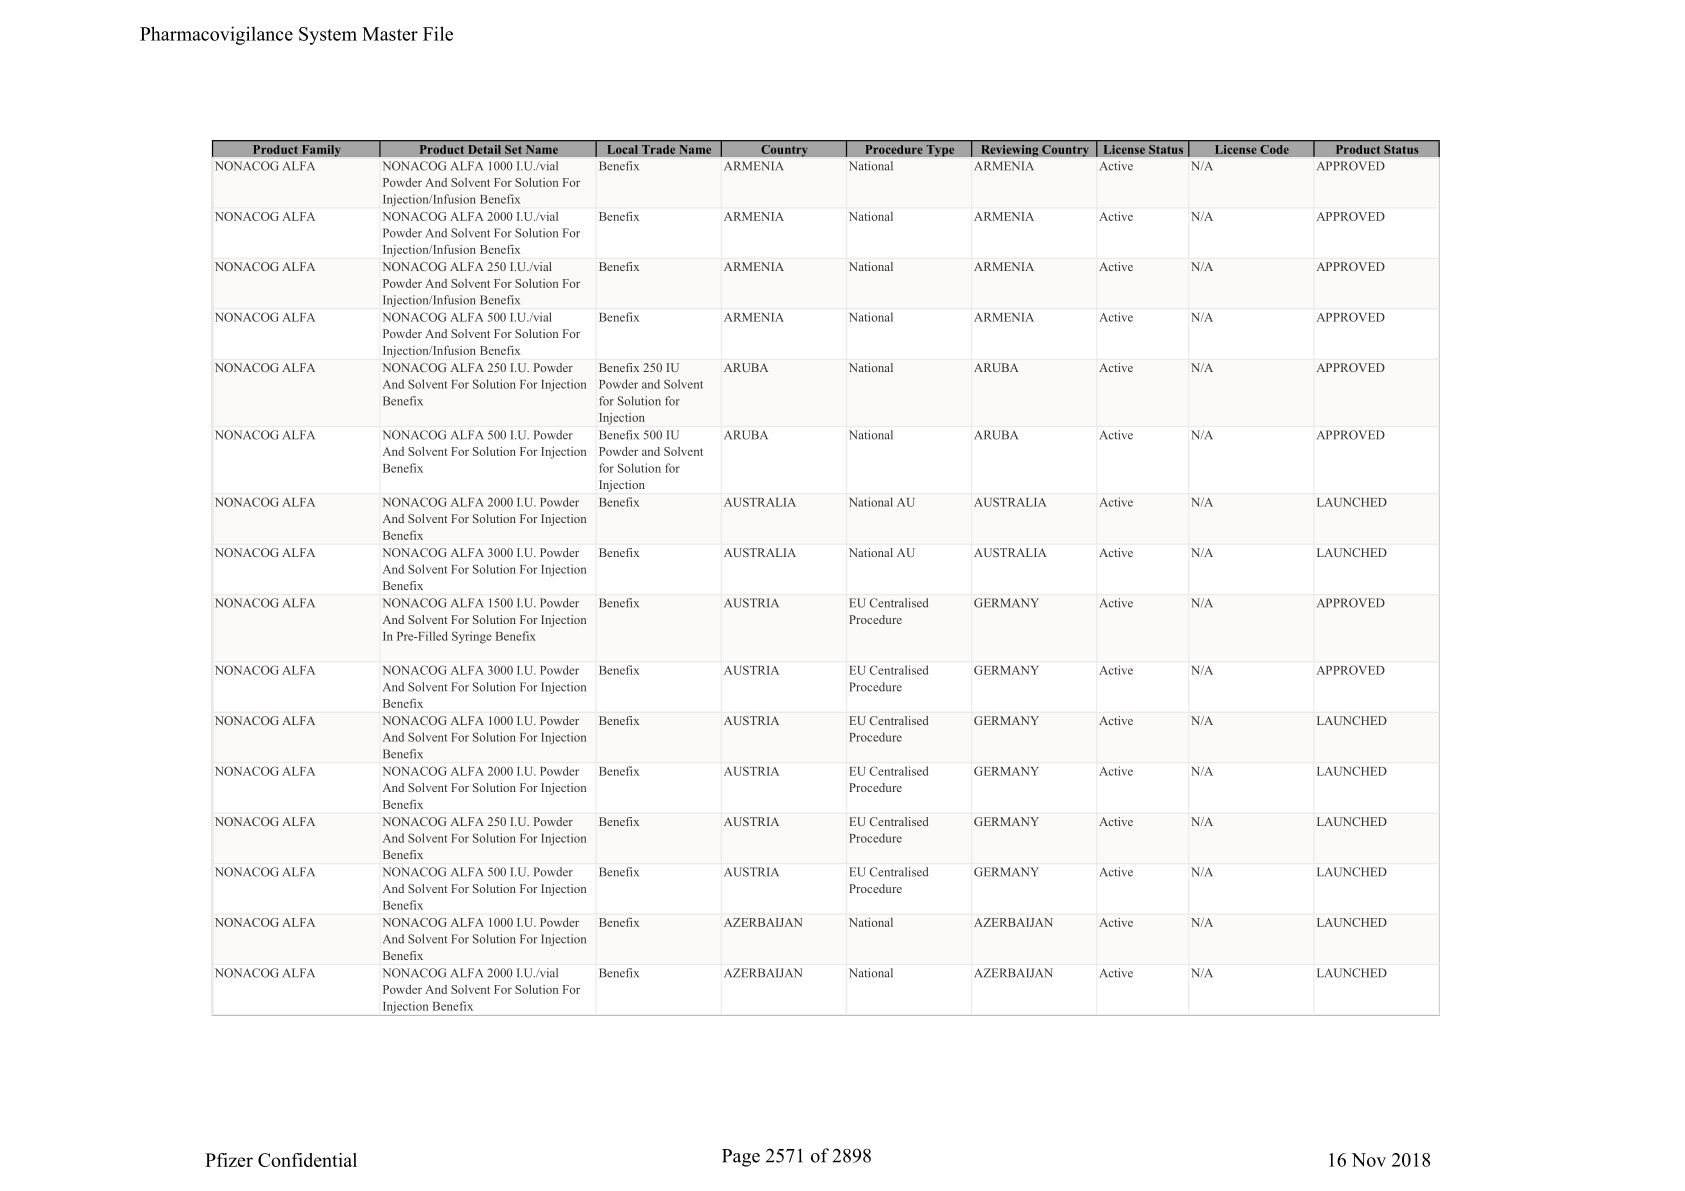 Pharmacovigilance System Master File
Product Family Product Detail Set Name Local Trade Name Country Procedure Type Reviewing Country License Status License Code Product Status
NONACOG ALFA NONACOG ALFA 1000 I.U./vial Benefix ARMENIA National ARMENIA Active N/A APPROVED
Powder And Solvent For Solution For
Injection/Infusion Benefix
NONACOG ALFA NONACOG ALFA 2000 I.U./vial Benefix ARMENIA National ARMENIA Active N/A APPROVED
Powder And Solvent For Solution For
Injection/Infusion Benefix
NONACOG ALFA NONACOG ALFA 250 I.U./vial Benefix ARMENIA National ARMENIA Active N/A APPROVED
Powder And Solvent For Solution For
Injection/Infusion Benefix
NONACOG ALFA NONACOG ALFA 500 I.U./vial Benefix ARMENIA National ARMENIA Active N/A APPROVED
Powder And Solvent For Solution For
Injection/Infusion Benefix
NONACOG ALFA NONACOG ALFA 250 I.U. Powder Benefix 250 IU ARUBA National ARUBA Active N/A APPROVED
And Solvent For Solution For Injection Powder and Solvent
Benefix for Solution for
Injection
NONACOG ALFA NONACOG ALFA 500 I.U. Powder Benefix 500 IU ARUBA National ARUBA Active N/A APPROVED
And Solvent For Solution For Injection Powder and Solvent
Benefix for Solution for
Injection
NONACOG ALFA NONACOG ALFA 2000 I.U. Powder Benefix AUSTRALIA National AU AUSTRALIA Active N/A LAUNCHED
And Solvent For Solution For Injection
Benefix
NONACOG ALFA NONACOG ALFA 3000 I.U. Powder Benefix AUSTRALIA National AU AUSTRALIA Active N/A LAUNCHED
And Solvent For Solution For Injection
Benefix
NONACOG ALFA NONACOG ALFA 1500 I.U. Powder Benefix AUSTRIA EU Centralised GERMANY Active N/A APPROVED
And Solvent For Solution For Injection Procedure
In Pre-Filled Syringe Benefix
NONACOG ALFA NONACOG ALFA 3000 I.U. Powder Benefix AUSTRIA EU Centralised GERMANY Active N/A APPROVED
And Solvent For Solution For Injection Procedure
Benefix
NONACOG ALFA NONACOG ALFA 1000 I.U. Powder Benefix AUSTRIA EU Centralised GERMANY Active N/A LAUNCHED
And Solvent For Solution For Injection Procedure
Benefix
NONACOG ALFA NONACOG ALFA 2000 I.U. Powder Benefix AUSTRIA EU Centralised GERMANY Active N/A LAUNCHED
And Solvent For Solution For Injection Procedure
Benefix
NONACOG ALFA NONACOG ALFA 250 I.U. Powder Benefix AUSTRIA EU Centralised GERMANY Active N/A LAUNCHED
And Solvent For Solution For Injection Procedure
Benefix
NONACOG ALFA NONACOG ALFA 500 I.U. Powder Benefix AUSTRIA EU Centralised GERMANY Active N/A LAUNCHED
And Solvent For Solution For Injection Procedure
Benefix
NONACOG ALFA NONACOG ALFA 1000 I.U. Powder Benefix AZERBAIJAN National AZERBAIJAN Active N/A LAUNCHED
And Solvent For Solution For Injection
Benefix
NONACOG ALFA NONACOG ALFA 2000 I.U./vial Benefix AZERBAIJAN National AZERBAIJAN Active N/A LAUNCHED
Powder And Solvent For Solution For
Injection Benefix
Pfizer Confidential Page 2571 of 2898 16 Nov 2018